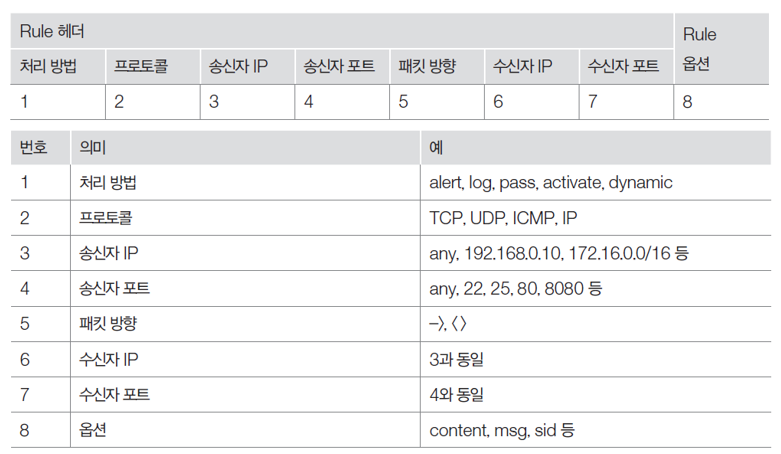 Rule 헤더 Rule 옵션
처리 방법 프로토콜 송신자 IP 송신자 포트 패킷 방향 수신자 IP 수신자 포트
1 2 3 4 5 6 7 8
번호 의미 예
1 처리 방법 alert, log, pass, activate, dynamic
2 프로토콜 TCP, UDP, ICMP, IP
3 송신자 IP any, 192.168.0.10, 172.16.0.0/16 등
4 송신자 포트 any, 22, 25, 80, 8080 등
5 패킷 방향 –〉, 〈 〉
6 수신자 IP 3과 동일
7 수신자 포트 4와 동일
8 옵션 content, msg, sid 등